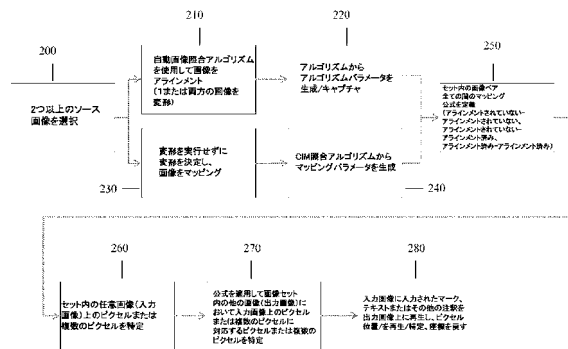 200
2つ以上のソース
画像を選択
210
自動画像照合アルゴリズム
を使用して画像を
アラインメント
(1または両方の画像を
変形)
220
アルゴリズムから
アルゴリズムパラメータを
生成/キャプチャ
230
変形を実行せずに
変形を決定し、
画像をマッピング
240
CIM照合アルゴリズムから
マッピングパラメータを生成
250
セット内の画像ペア
全ての間のマッピング
公式を定義
(アラインメントされていない-
アラインメントされていない、
アラインメントされていない-
アラインメント済み、
アラインメント済み-アラインメント済み)
260
セット内の任意画像(入力
画像)上のピクセルまたは
複数のピクセルを特定
270
公式を適用して画像セット
内の他の画像(出力画像)に
おいて入力画像上のピクセル
または複数のピクセルに
対応するピクセルまたは複数の
ピクセルを特定
280
入力画像に入力されたマーク、
テキストまたはその他の注釈を
出力画像上に再生し、ピクセル
位置/を再生/特定、座標を戻す